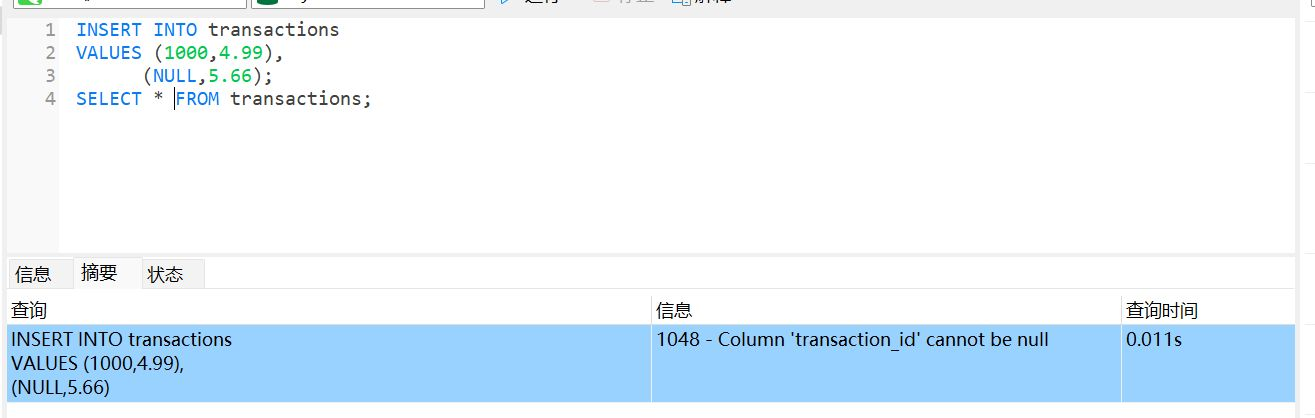 1 INSERT INTO transactions
2 VALUES (1000,4.99),
3 (NULL,5.66);
4 SELECT * FROM transactions;
信息 摘要 状态
查询 信息 查询时间
INSERT INTO transactions 1048 - Column 'transaction_id' cannot be null 0.011s
VALUES (1000,4.99),
(NULL,5.66)